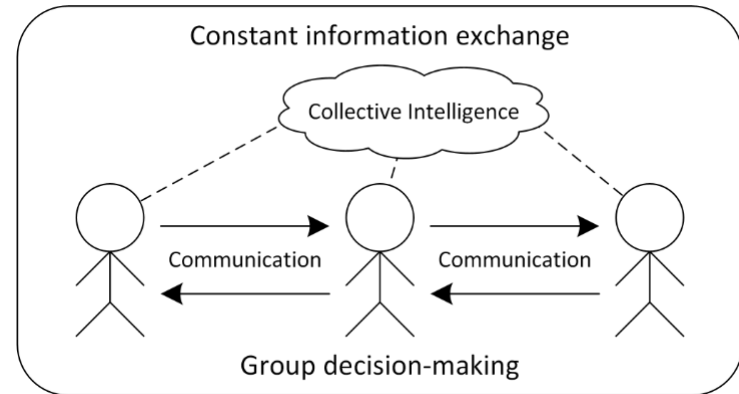 Constant information exchange
Collective Intelligence
Communication
Communication
Group decision-making